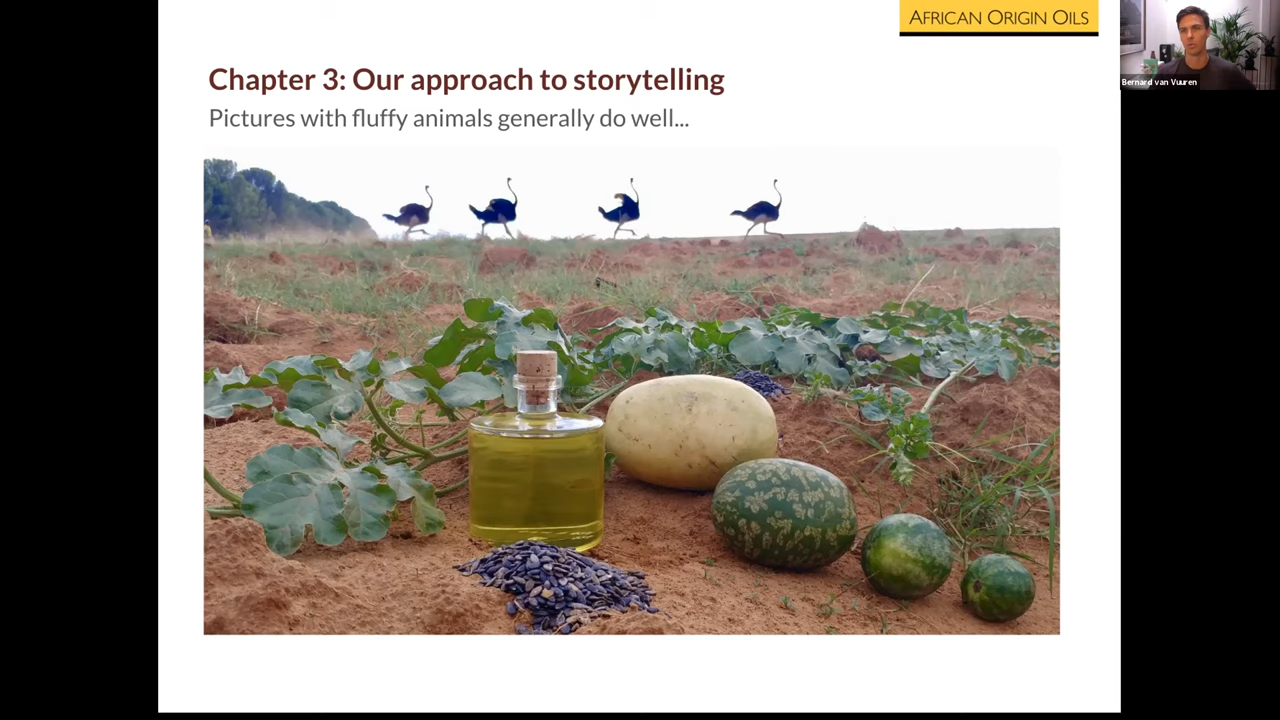 AFRICAN ORIGIN OILS
Bernard van Vuuren
Chapter 3: Our approach to storytelling
Pictures with fluffy animals generally do well...